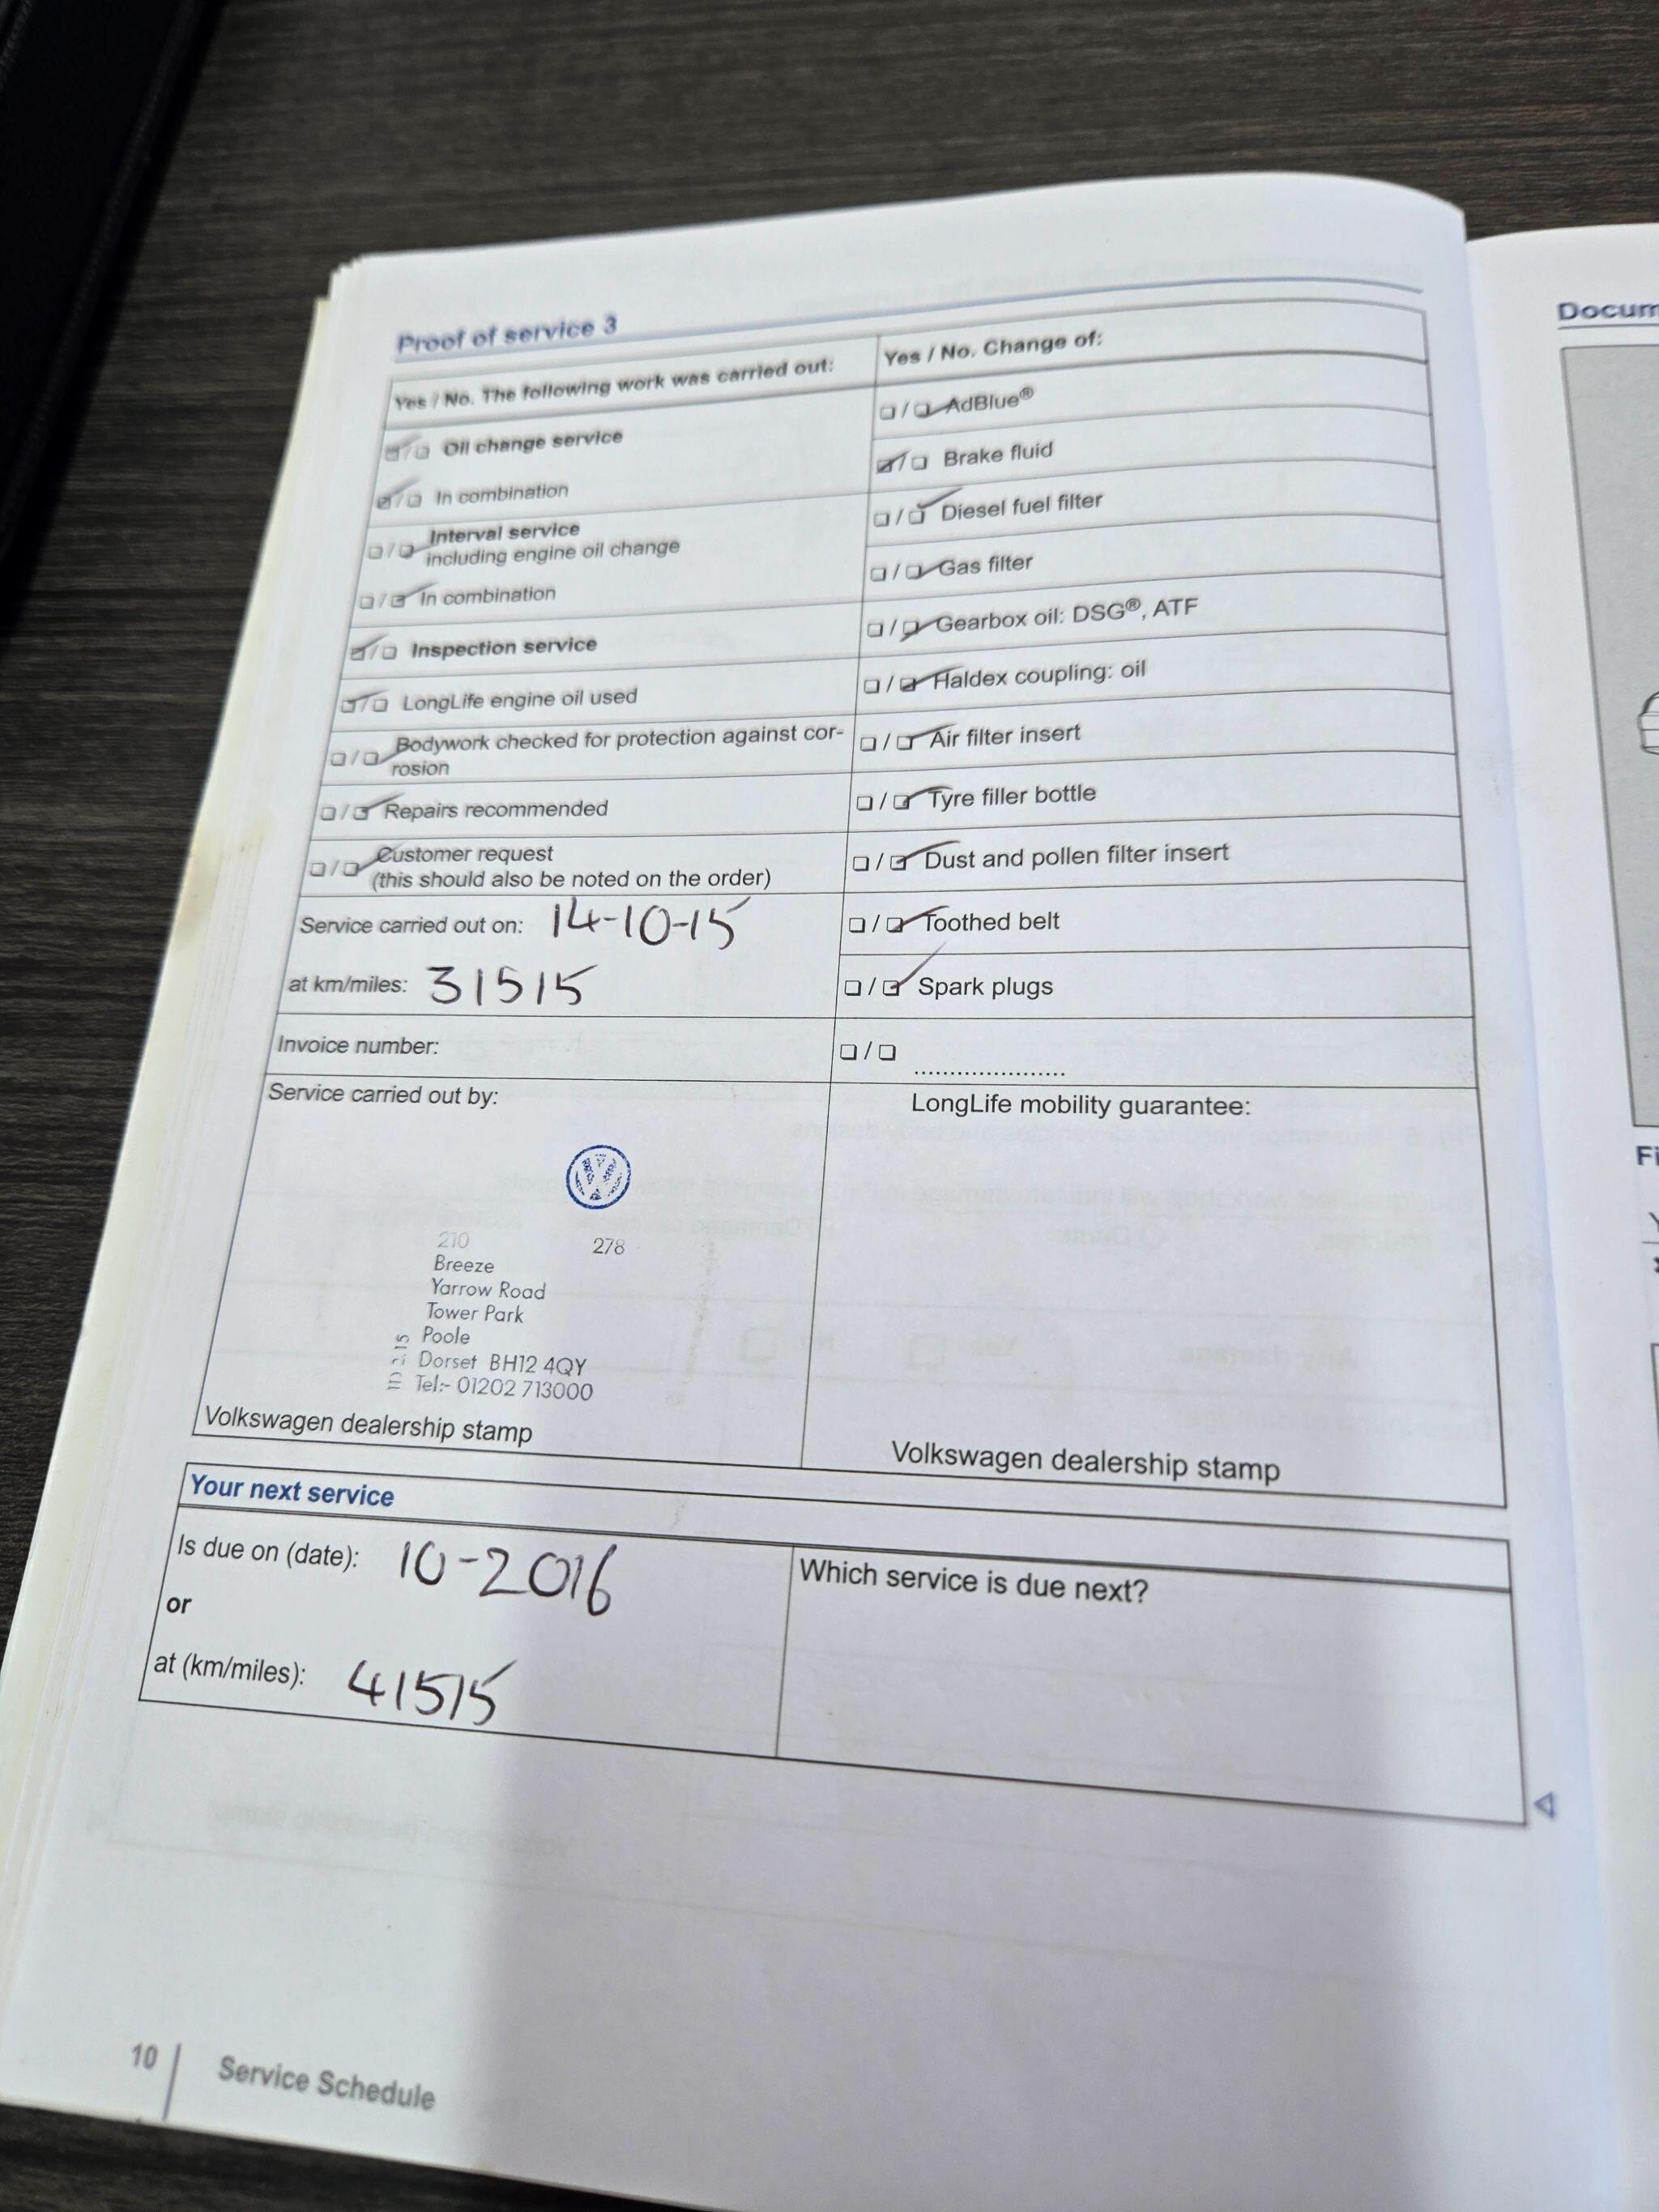 Proof of service 3
Yes / No. The following work was carried out:
☑/☐ Oil change service
☑/☐ In combination
☐/☑ Interval service
including engine oil change
☐/☑ In combination
☑/☐ Inspection service
☑/☐ LongLife engine oil used
☐/☑ Bodywork checked for protection against cor-
rosion
☐/☑ Repairs recommended
☐/☑ Customer request
(this should also be noted on the order)
Service carried out on: 14-10-15
at km/miles: 31515
Invoice number:
Yes / No. Change of:
☐/☑ AdBlue®
☑/☐ Brake fluid
☐/☑ Diesel fuel filter
☐/☑ Gas filter
☐/☑ Gearbox oil: DSG®, ATF
☐/☑ Haldex coupling: oil
☐/☑ Air filter insert
☐/☑ Tyre filler bottle
☐/☑ Dust and pollen filter insert
☐/☑ Toothed belt
☐/☑ Spark plugs
☐/☐ .....................
Service carried out by:
VW
210 278
Breeze
Yarrow Road
Tower Park
Poole
Dorset BH12 4QY
Tel:- 01202 713000
Volkswagen dealership stamp
LongLife mobility guarantee:
Volkswagen dealership stamp
Your next service
Is due on (date): 10-2016
or
at (km/miles): 41515
Which service is due next?
10
Service Schedule
Docum
Fi